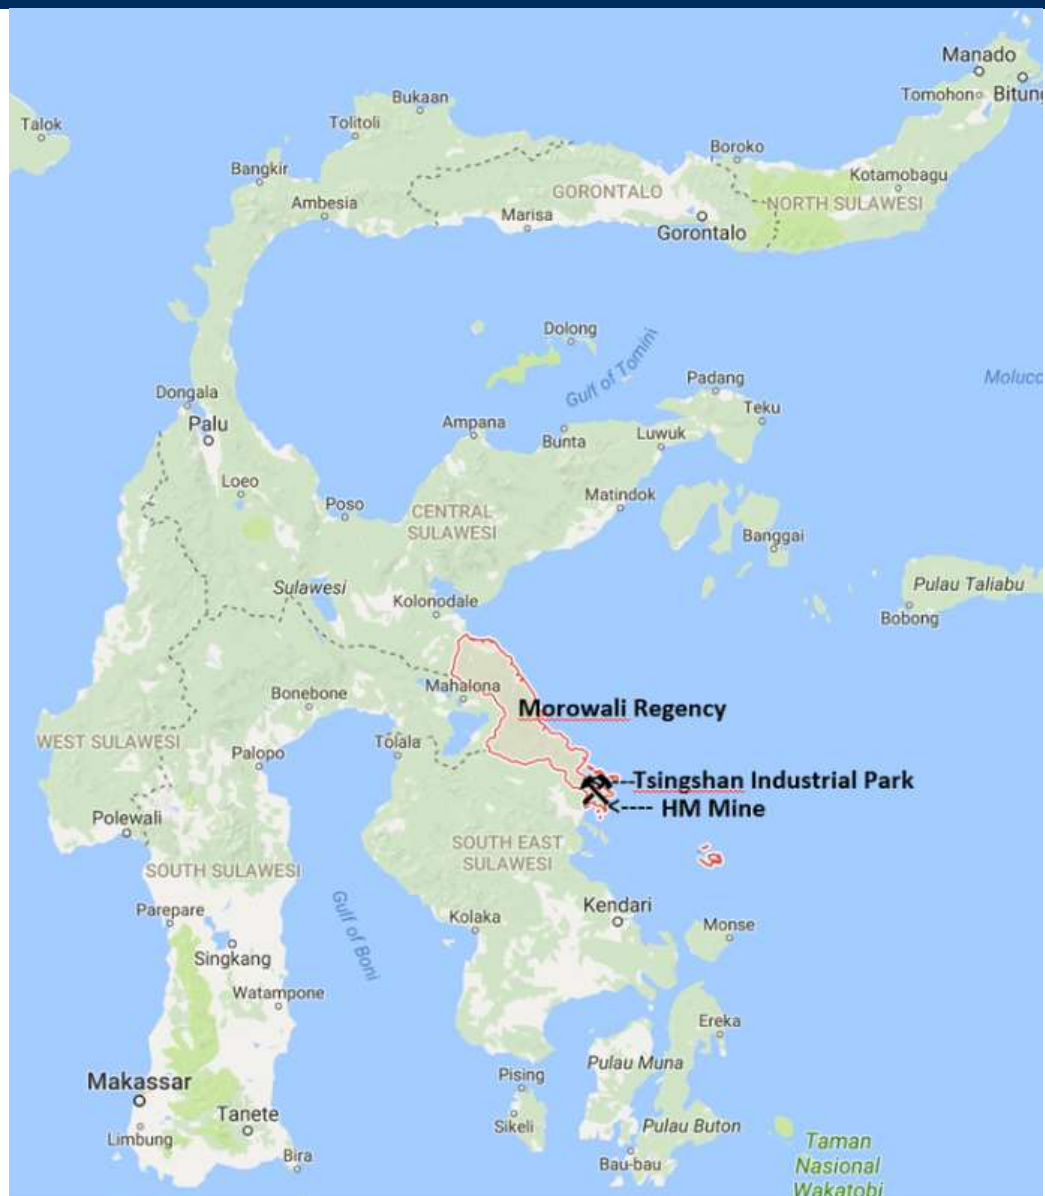 Manado
Tomohon
Bitung
Bukaan
Talok
Tolitoli
Boroko
Bangkir
Kotamobagu
GORONTALO
Ambesia
NORTH SULAWESI
Marisa
Gorontalo
Dolong
Gulf of Tomini
Padang
Molucc
Dongala
Teku
Palu
Ampana
Bunta
Luwuk
Loeo
Matindok
Poso
CENTRAL
SULAWESI
Banggai
Sulawesi
Pulau Taliabu
Kolonodale
Bobong
Mahalona
Bonebone
Morowali Regency
WEST SULAWESI
Tolala
Palopo
---Tsingshan Industrial Park
<---- HM Mine
Polewali
SOUTH EAST
SULAWESI
SOUTH SULAWESI
Gulf of Boni
Parepare
Kendari
Kolaka
Monse
Singkang
Watampone
Ereka
Pulau Muna
Makassar
Pising
Tanete
Sikeli
Pulau Buton
Limbung
Taman
Nasional
Wakatobi
Bira
Bau-bau